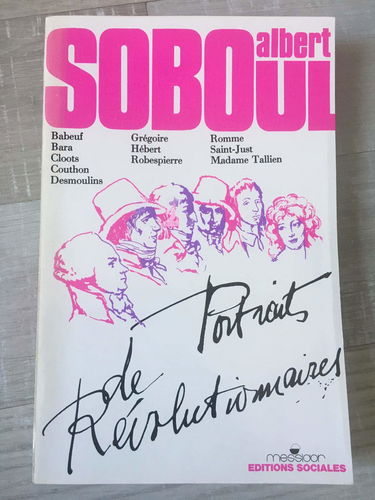 albert
SOBOUL
Babeuf
Bara
Cloots
Couthon
Desmoulins
Grégoire
Hébert
Robespierre
Romme
Saint-Just
Madame Tallien
Portraits
de
Révolutionnaires
messidor
EDITIONS SOCIALES